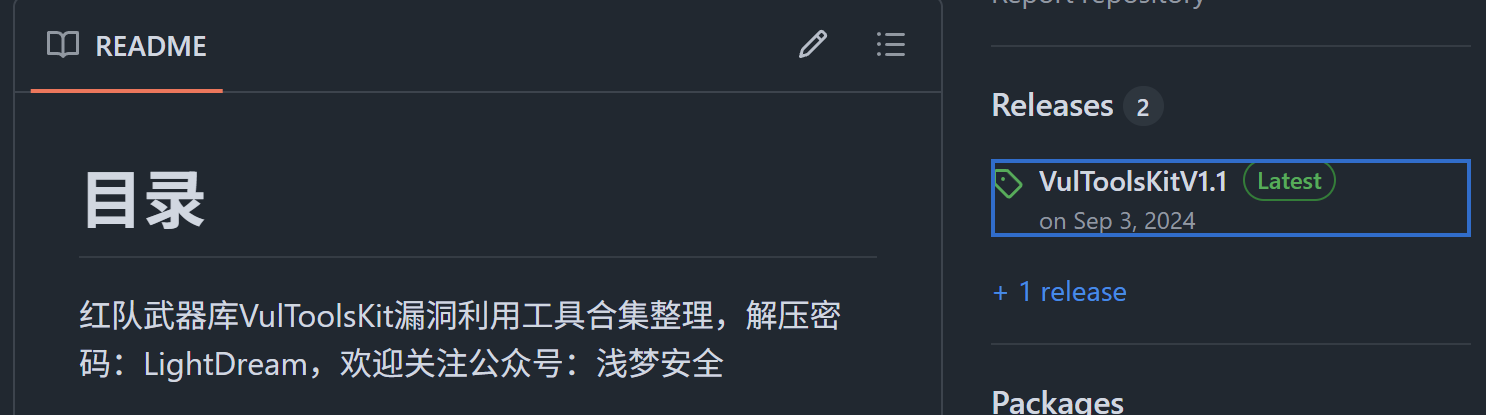 README
目录
红队武器库VulToolsKit漏洞利用工具合集整理，解压密
码：LightDream，欢迎关注公众号：浅梦安全
Report repository
Releases 2
VulToolsKitV1.1 Latest
on Sep 3, 2024
+ 1 release
Packages